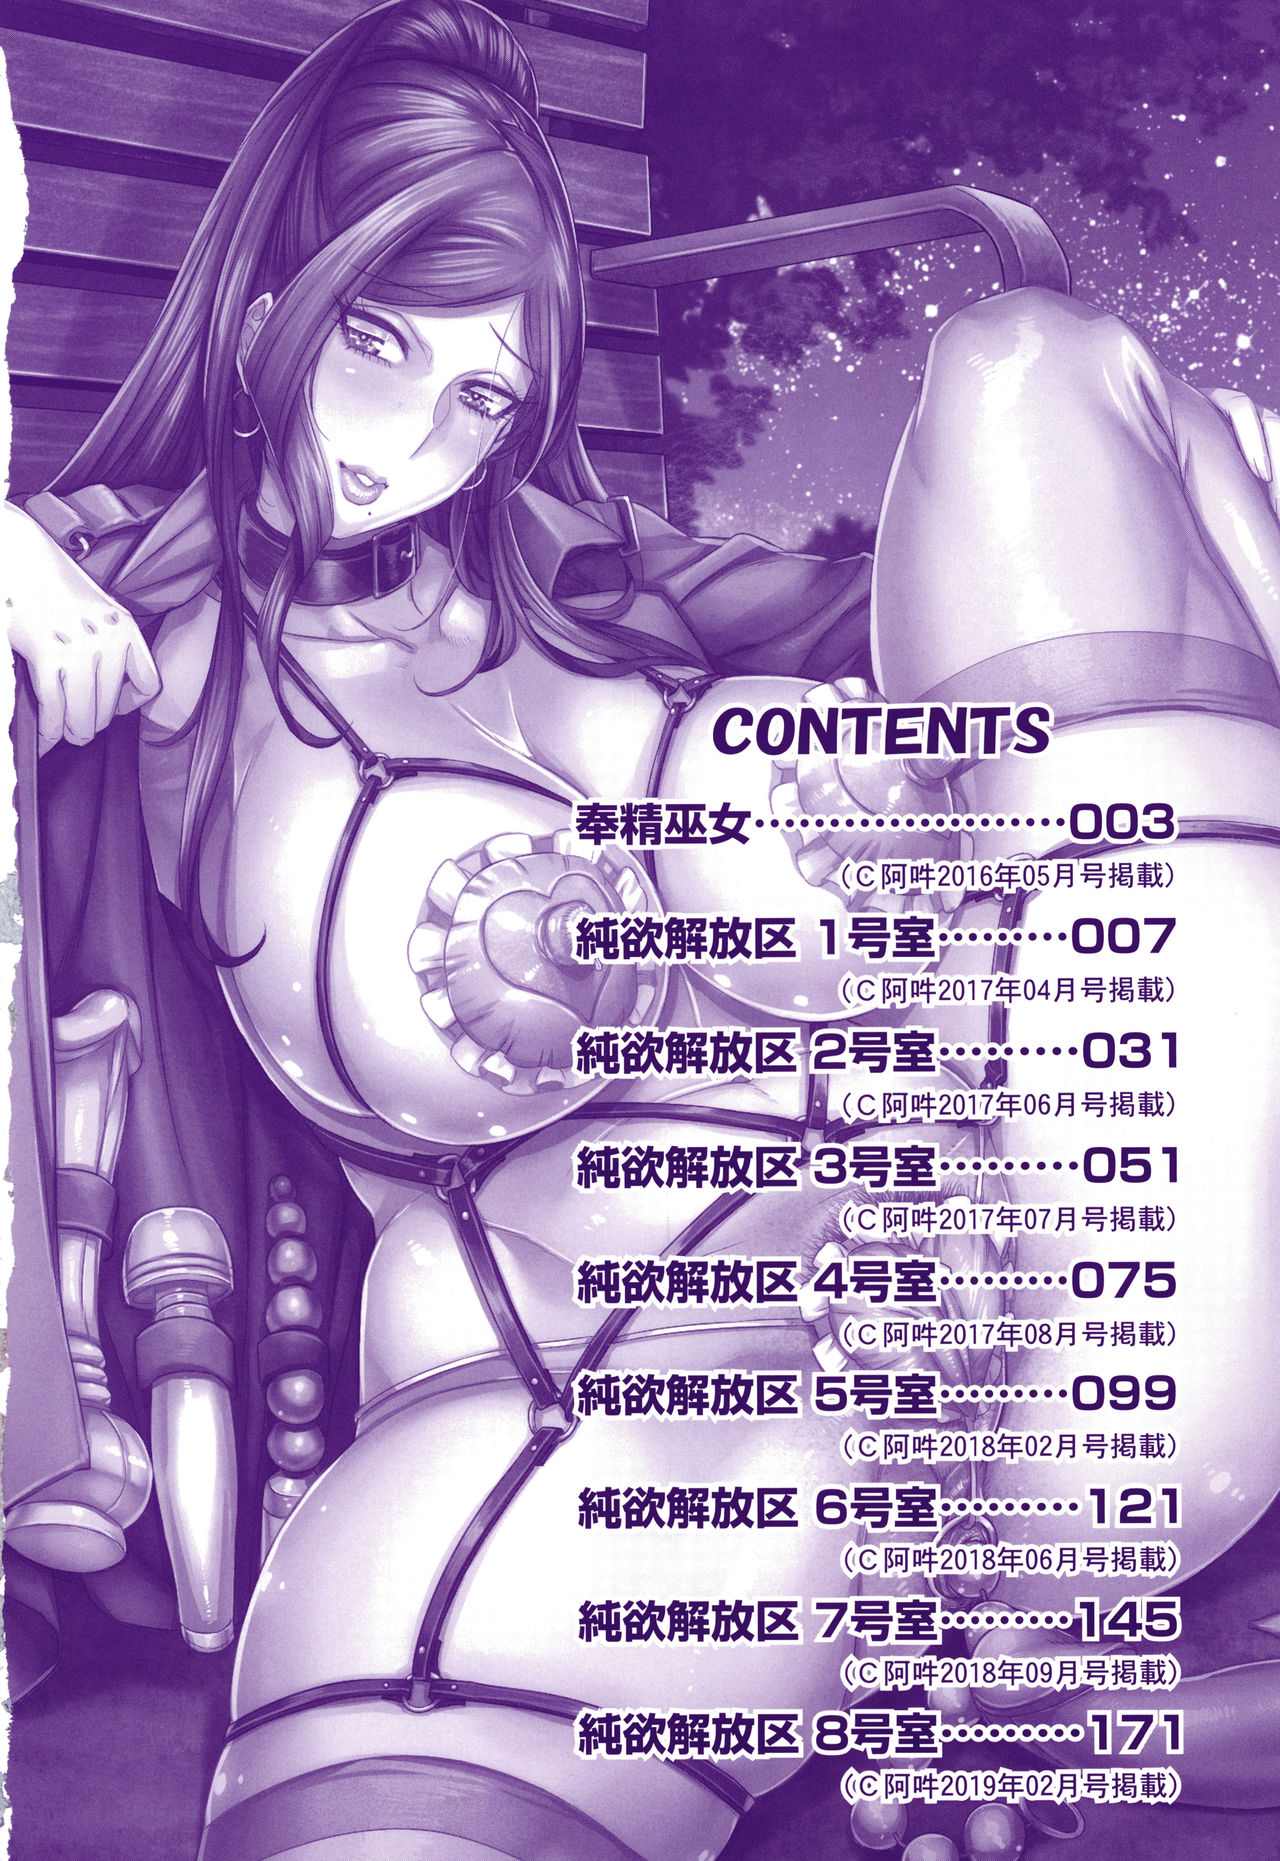 CONTENTS
奉精巫女…………………003
（C阿吽2016年05月号掲載）
純欲解放区 1号室………007
（C阿吽2017年04月号掲載）
純欲解放区 2号室………031
（C阿吽2017年06月号掲載）
純欲解放区 3号室………051
（C阿吽2017年07月号掲載）
純欲解放区 4号室………075
（C阿吽2017年08月号掲載）
純欲解放区 5号室………099
（C阿吽2018年02月号掲載）
純欲解放区 6号室………121
（C阿吽2018年06月号掲載）
純欲解放区 7号室………145
（C阿吽2018年09月号掲載）
純欲解放区 8号室………171
（C阿吽2019年02月号掲載）